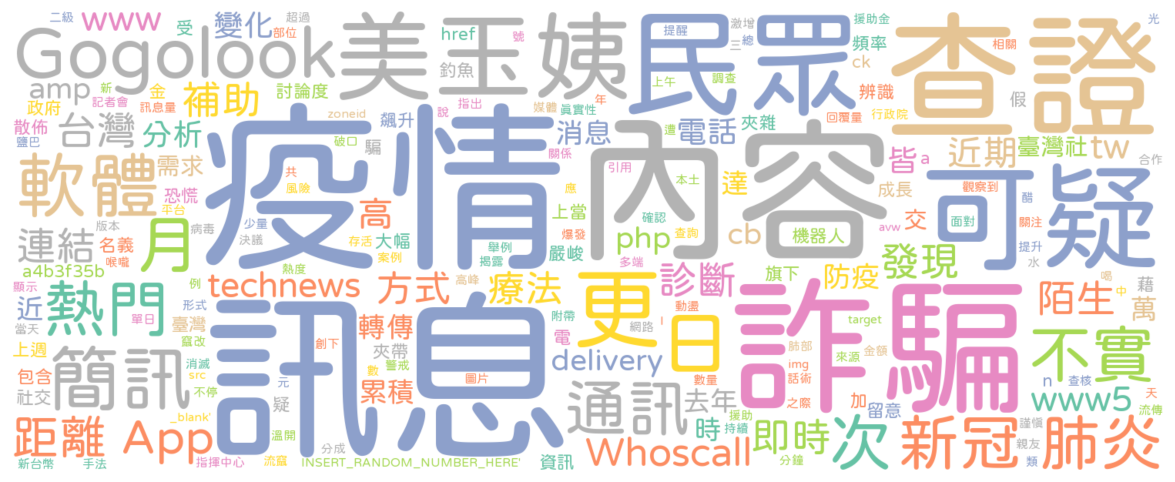 二級
www
受
變化
超過
部位
href
號
釣魚
Gogolook
美玉姨
提醒
民眾
激增
三
總
援助金
頻率
ck
查證
相關
光
amp
新
金
記者會
政府
訊息量
補助
討論度
指出
說
媒體
真實性
年
上午
調查
遭
回覆量
辨識
行政院
假
散佈
鹽巴
台灣
分析
zoneid
破口
飆升
騙
消息
關係
電話
夾雜
引用
本土
皆
a
近期
臺灣社
tw
合作
軟體
需求
恐慌
平台
疫情
共
風險
內容
應
上當
確認
查詢
達
成長
觀察到
可疑
醋
關注
提升
水
連結
版本
名義
喉嚨
月
病毒
少量
決議
高
存活
大幅
案例
舉例
揭露
爆發
嚴峻
php
多端
cb
機器人
旗下
交
avw
面對
a4b3f35b
顯示
近
當天
熱門
單日
例
形式
臺灣
竄改
熱度
technews
方式
高峰
療法
更
動盪
診斷
防疫
發現
喝
中
陌生
藉
萬
上週
包含
社交
簡訊
消滅
src
不停
訊息
元
疑
創下
轉傳
夾帶
數
警戒
累積
圖片
附帶
電
網路
l
delivery
日
數量
詐騙
target
肺部
img
話術
之際
來源
金額
加
留意
不實
n
查核
www5
天
流傳
距離
App
新台幣
手法
_blank'
溫開
指揮中心
流竄
分成
INSERT_RANDOM_NUMBER_HERE'
資訊
通訊
去年
時
援助
持續
Whoscall
即時
分鐘
次
新冠
肺炎
謹慎
親友
類